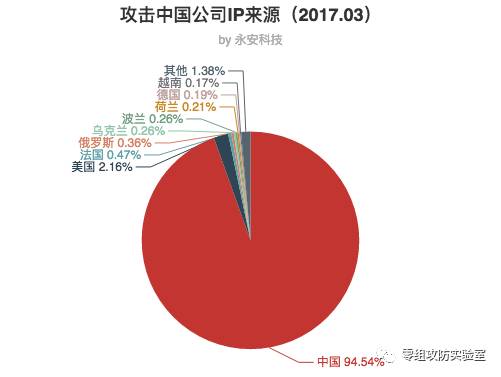 攻击中国公司IP来源（2017.03）
by 永安科技
其他 1.38%
越南 0.17%
德国 0.19%
荷兰 0.21%
波兰 0.26%
乌克兰 0.26%
俄罗斯 0.36%
法国 0.47%
美国 2.16%
中国 94.54%
零组攻防实验室